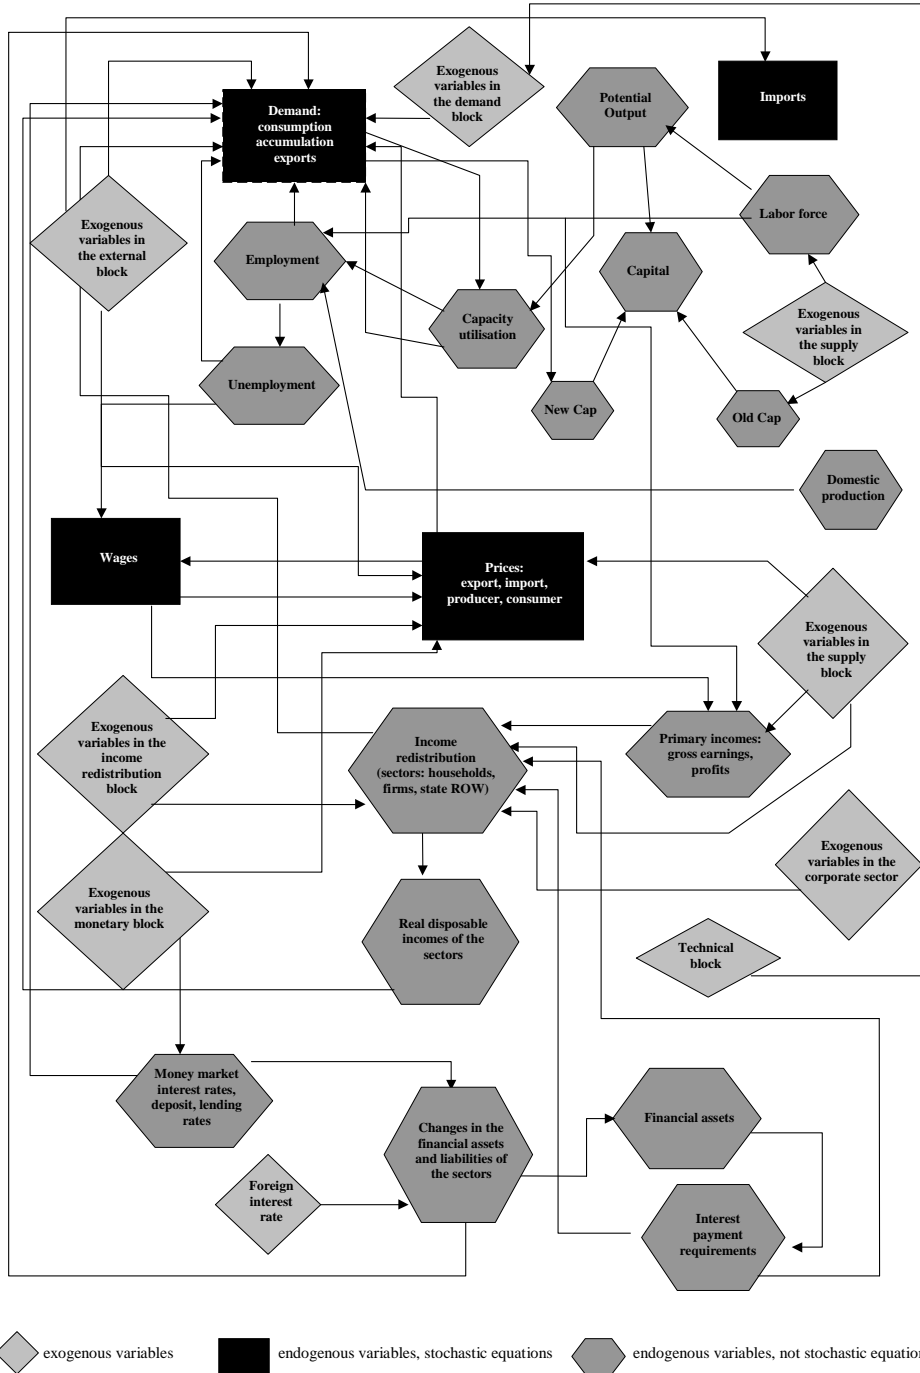 Exogenous
variables in
the demand
block
Potential
Output
Imports
Demand:
consumption
accumulation
exports
Exogenous
variables in
the external
block
Labor force
Employment
Capital
Capacity
utilisation
Exogenous
variables in
the supply
block
Unemployment
New Cap
Old Cap
Domestic
production
Wages
Prices:
export, import,
producer, consumer
Exogenous
variables in
the supply
block
Exogenous
variables in the
income
redistribution
block
Income
redistribution
(sectors: households,
firms, state ROW)
Primary incomes:
gross earnings,
profits
Exogenous
variables in the
corporate sector
Exogenous
variables in the
monetary block
Real disposable
incomes of the
sectors
Technical
block
Money market
interest rates,
deposit, lending
rates
Changes in the
financial assets
and liabilities of
the sectors
Financial assets
Foreign
interest
rate
Interest
payment
requirements
exogenous variables
endogenous variables, stochastic equations
endogenous variables, not stochastic equation